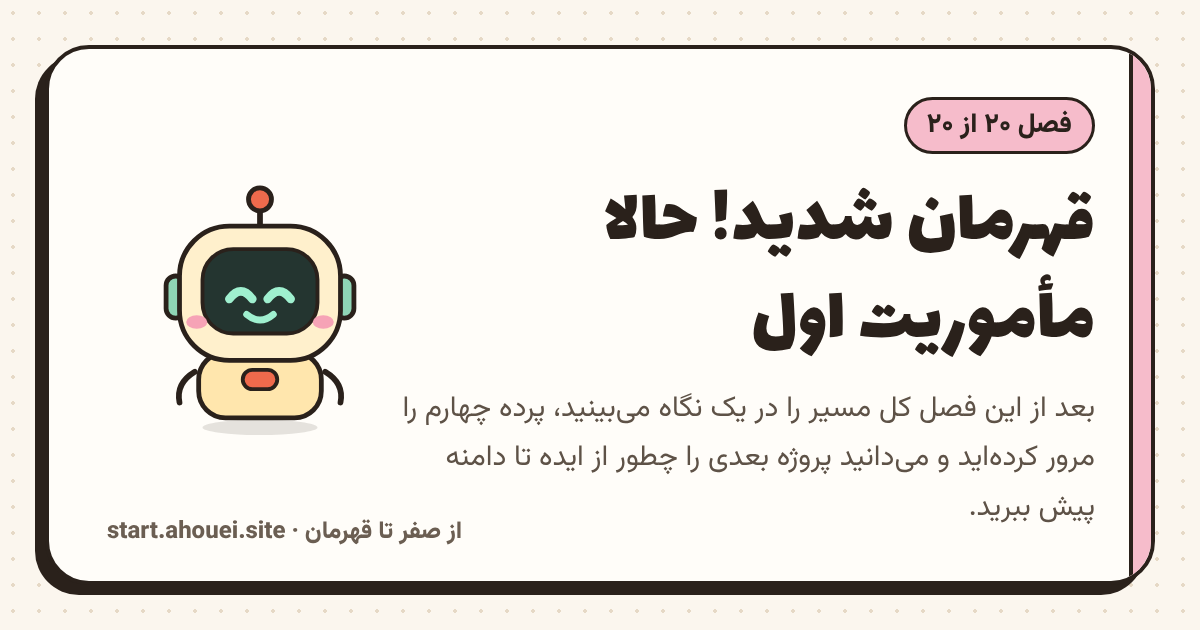 فصل ۲۰ از ۲۰
قهرمان شدید! حالا
مأموریت اول
بعد از این فصل کل مسیر را در یک نگاه می‌بینید، پرده چهارم را
مرور کرده‌اید و می‌دانید پروژه بعدی را چطور از ایده تا دامنه
پیش ببرید.
از صفر تا قهرمان · start.ahouei.site